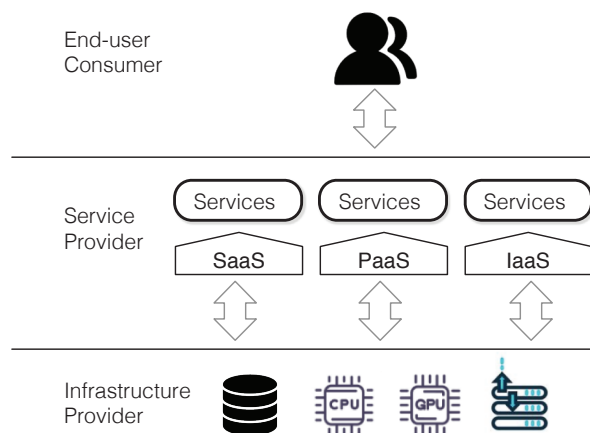 End-user
Consumer
Service
Provider
Services
Services
Services
SaaS
PaaS
IaaS
Infrastructure
Provider
CPU
GPU